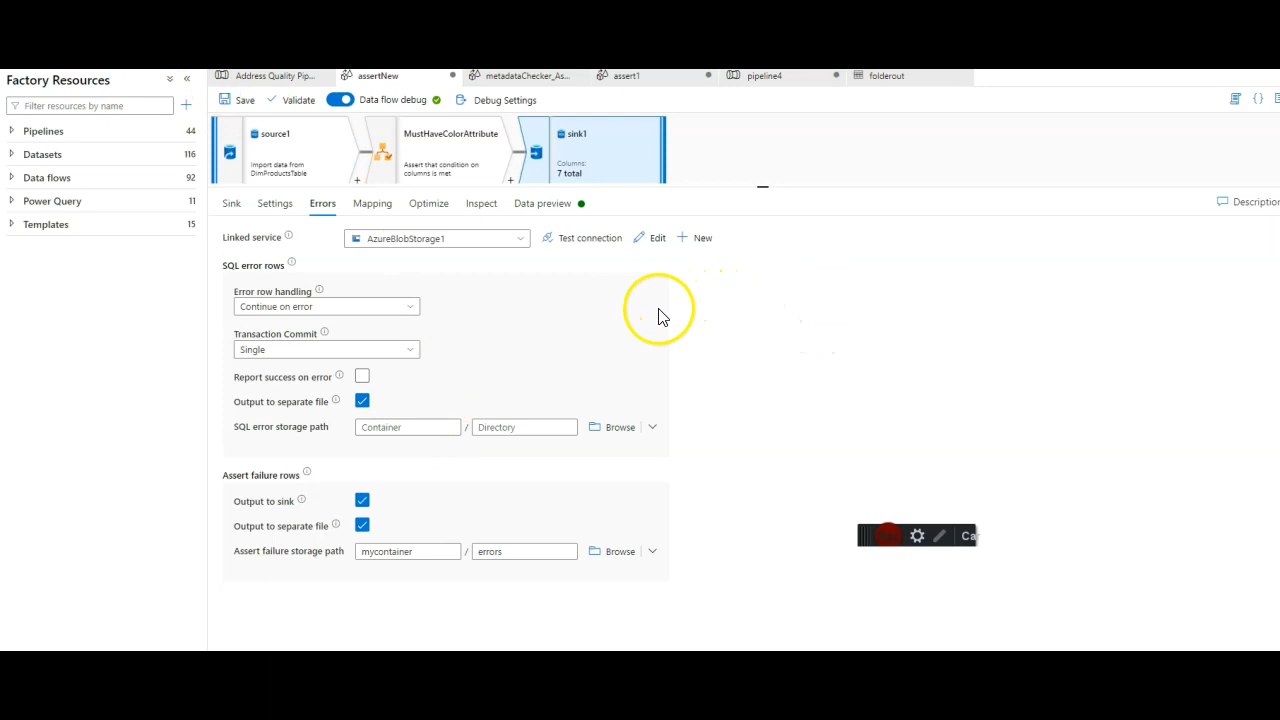 Factory Resources
Filter resources by name
Pipelines 44
Datasets 116
Data flows 92
Power Query 11
Templates 15
Address Quality Pip... assertNew metadataChecker_As... assert1 pipeline4 folderout
Save Validate Data flow debug Debug Settings
source1
Import data from
DimProductsTable
+
MustHaveColorAttribute
Assert that condition on
columns is met
+
sink1
Columns:
7 total
Sink Settings Errors Mapping Optimize Inspect Data preview Description
Linked service AzureBlobStorage1 Test connection Edit New
SQL error rows
Error row handling
Continue on error
Transaction Commit
Single
Report success on error
Output to separate file
SQL error storage path Container / Directory Browse
Assert failure rows
Output to sink
Output to separate file
Assert failure storage path mycontainer / errors Browse